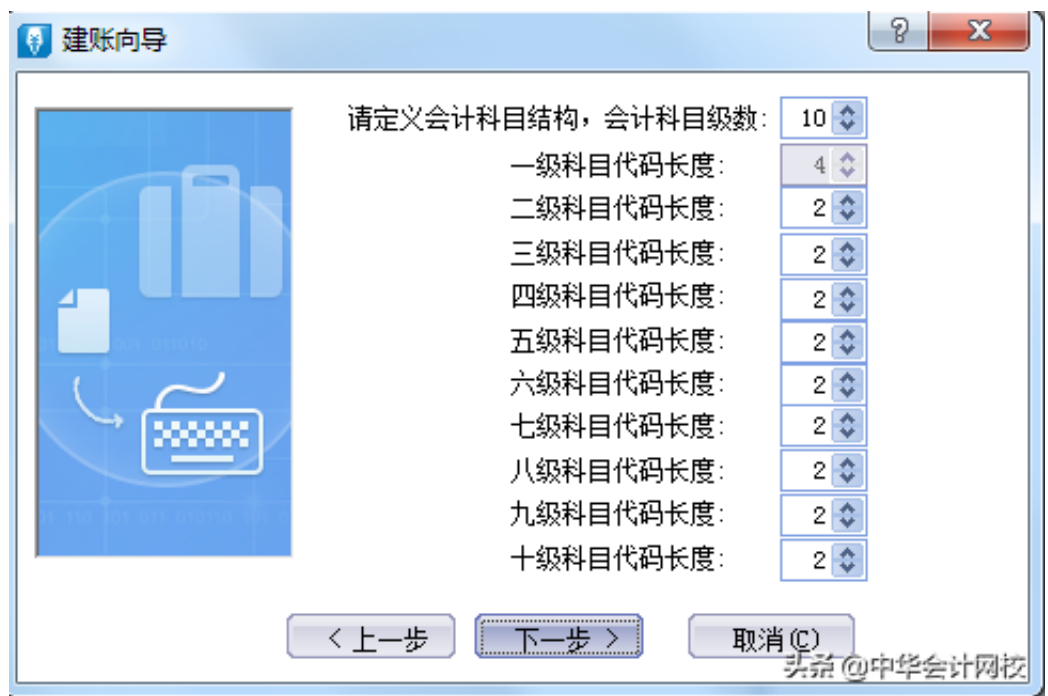 建账向导
请定义会计科目结构，会计科目级数: 10
一级科目代码长度: 4
二级科目代码长度: 2
三级科目代码长度: 2
四级科目代码长度: 2
五级科目代码长度: 2
六级科目代码长度: 2
七级科目代码长度: 2
八级科目代码长度: 2
九级科目代码长度: 2
十级科目代码长度: 2
< 上一步 下一步 > 取消(C)
头条 @中华会计网校